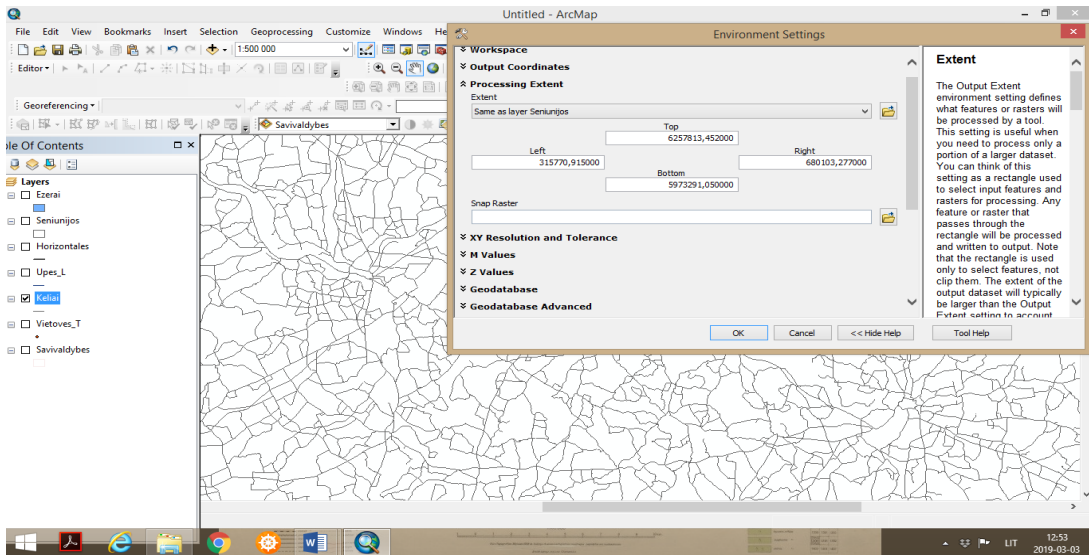 Untitled - ArcMap
File Edit View Bookmarks Insert Selection Geoprocessing Customize Windows He
1:500 000
Editor
Georeferencing
Savivaldybes
ble Of Contents
Layers
Ezerai
Seniunijos
Horizontales
Upes_L
Keliai
Vietoves_T
Savivaldybes
Environment Settings
Workspace
Output Coordinates
Processing Extent
Extent
Same as layer Seniunijos
Top
6257813,452000
Left Right
315770,915000 680103,277000
Bottom
5973291,050000
Snap Raster
XY Resolution and Tolerance
M Values
Z Values
Geodatabase
Geodatabase Advanced
OK Cancel << Hide Help Tool Help
Extent
The Output Extent
environment setting defines
what features or rasters will
be processed by a tool.
This setting is useful when
you need to process only a
portion of a larger dataset.
You can think of this
setting as a rectangle used
to select input features and
rasters for processing. Any
feature or raster that
passes through the
rectangle will be processed
and written to output. Note
that the rectangle is used
only to select features, not
clip them. The extent of the
output dataset will typically
be larger than the Output
Extent setting to account
LIT
12:53
2019-03-03